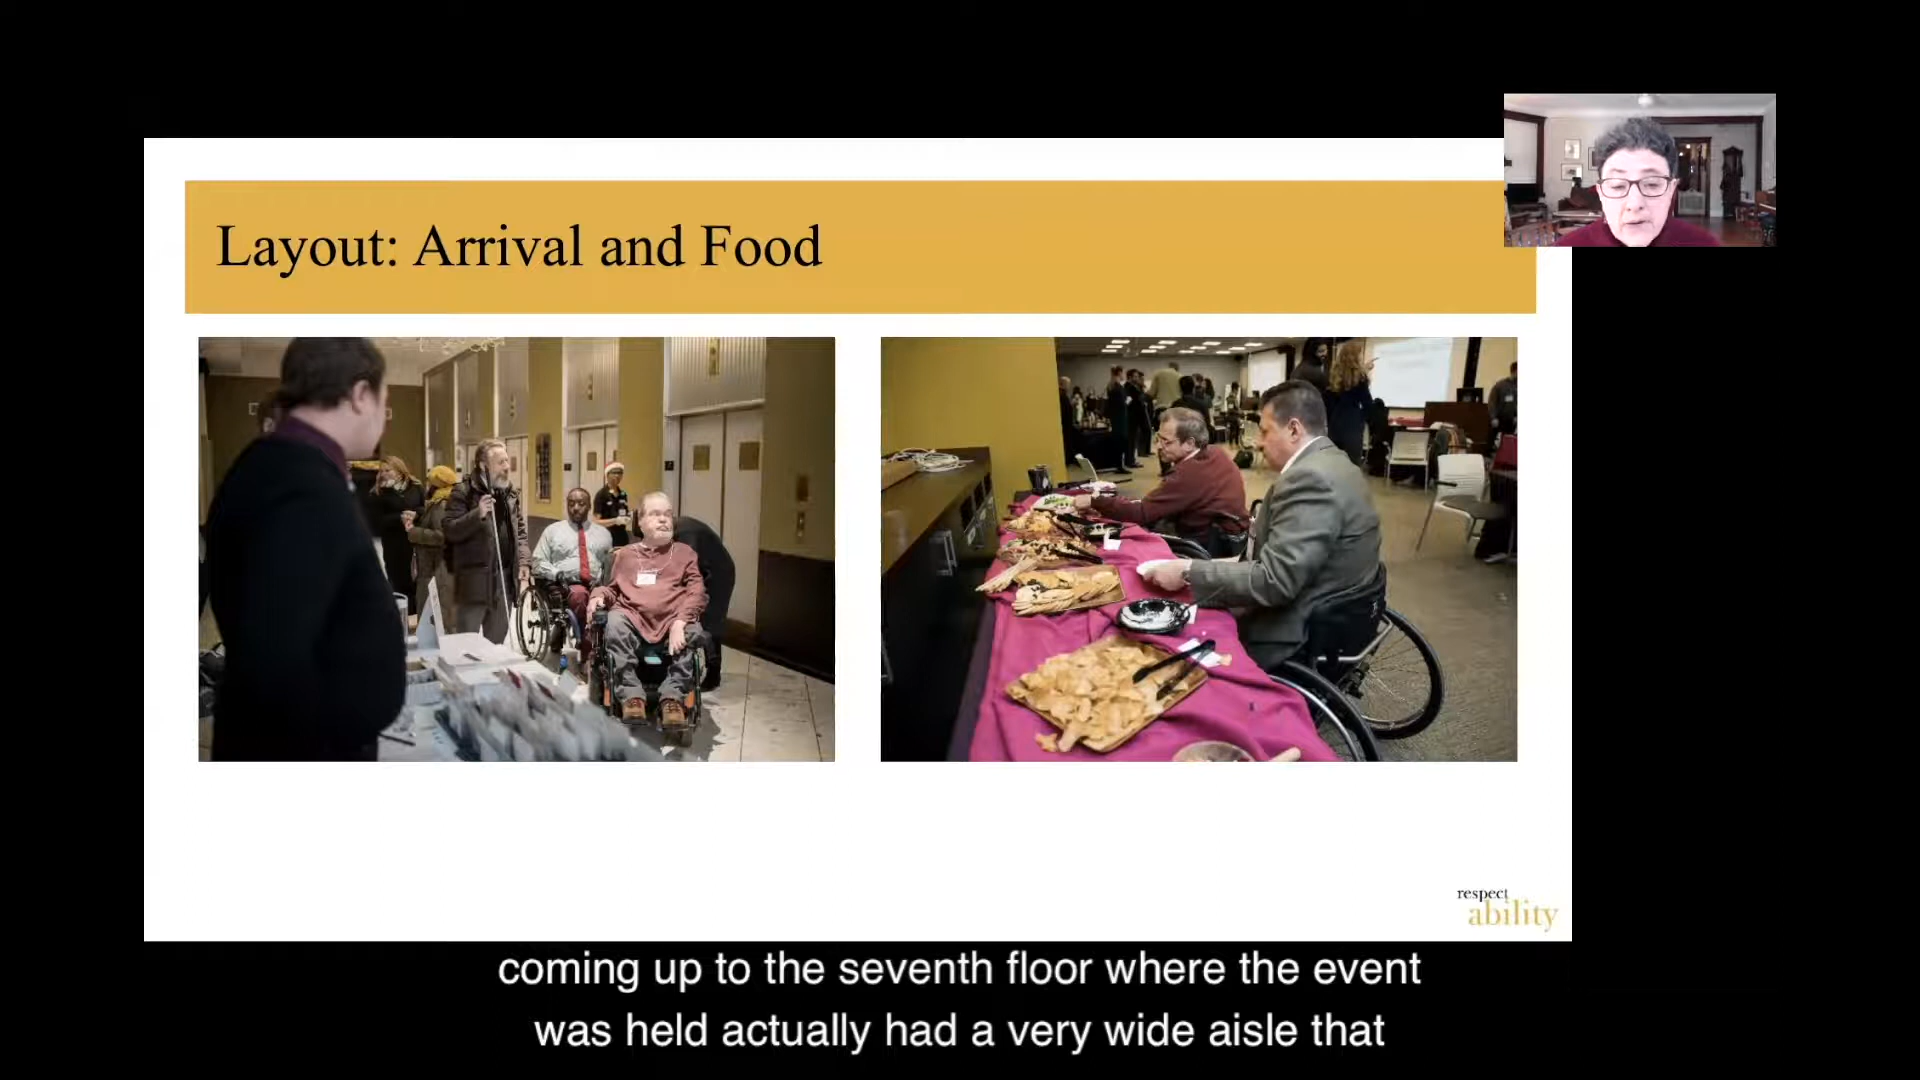 Layout: Arrival and Food
respect
ability
coming up to the seventh floor where the event
was held actually had a very wide aisle that